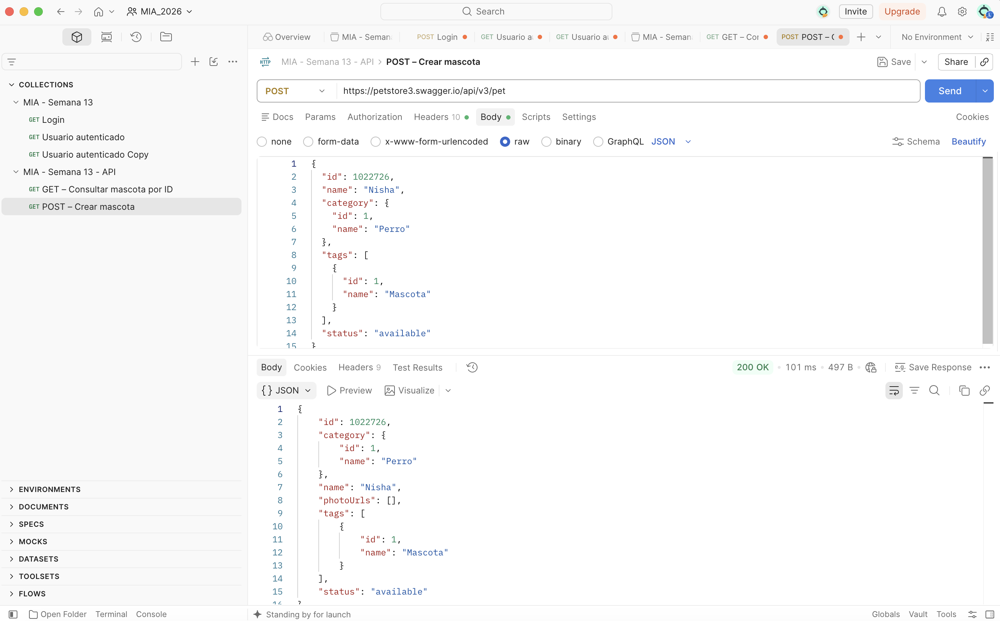 MIA_2026
Search
Invite
Upgrade
Overview
MIA - Seman
POST Login
GET Usuario a
GET Usuario a
MIA - Seman
GET GET – Cor
POST POST – C
No Environment
HTTP MIA - Semana 13 - API > POST – Crear mascota
Save
Share
POST
https://petstore3.swagger.io/api/v3/pet
Send
Docs
Params
Authorization
Headers 10
Body
Scripts
Settings
Cookies
none
form-data
x-www-form-urlencoded
raw
binary
GraphQL
JSON
Schema
Beautify
COLLECTIONS
MIA - Semana 13
GET Login
GET Usuario autenticado
GET Usuario autenticado Copy
MIA - Semana 13 - API
GET GET – Consultar mascota por ID
GET POST – Crear mascota
ENVIRONMENTS
DOCUMENTS
SPECS
MOCKS
DATASETS
TOOLSETS
FLOWS
1 {
2 "id": 1022726,
3 "name": "Nisha",
4 "category": {
5 "id": 1,
6 "name": "Perro"
7 },
8 "tags": [
9 {
10 "id": 1,
11 "name": "Mascota"
12 }
13 ],
14 "status": "available"
15 }
Body
Cookies
Headers 9
Test Results
200 OK
101 ms
497 B
e.g. Save Response
{} JSON
Preview
Visualize
1 {
2 "id": 1022726,
3 "category": {
4 "id": 1,
5 "name": "Perro"
6 },
7 "name": "Nisha",
8 "photoUrls": [],
9 "tags": [
10 {
11 "id": 1,
12 "name": "Mascota"
13 }
14 ],
15 "status": "available"
16 }
Open Folder
Terminal
Console
Standing by for launch
Globals
Vault
Tools